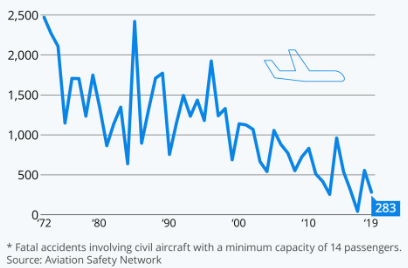 2,500
2,000
1,500
1,000
500
0
'72 '80 '90 '00 '10 '19
283
* Fatal accidents involving civil aircraft with a minimum capacity of 14 passengers.
Source: Aviation Safety Network